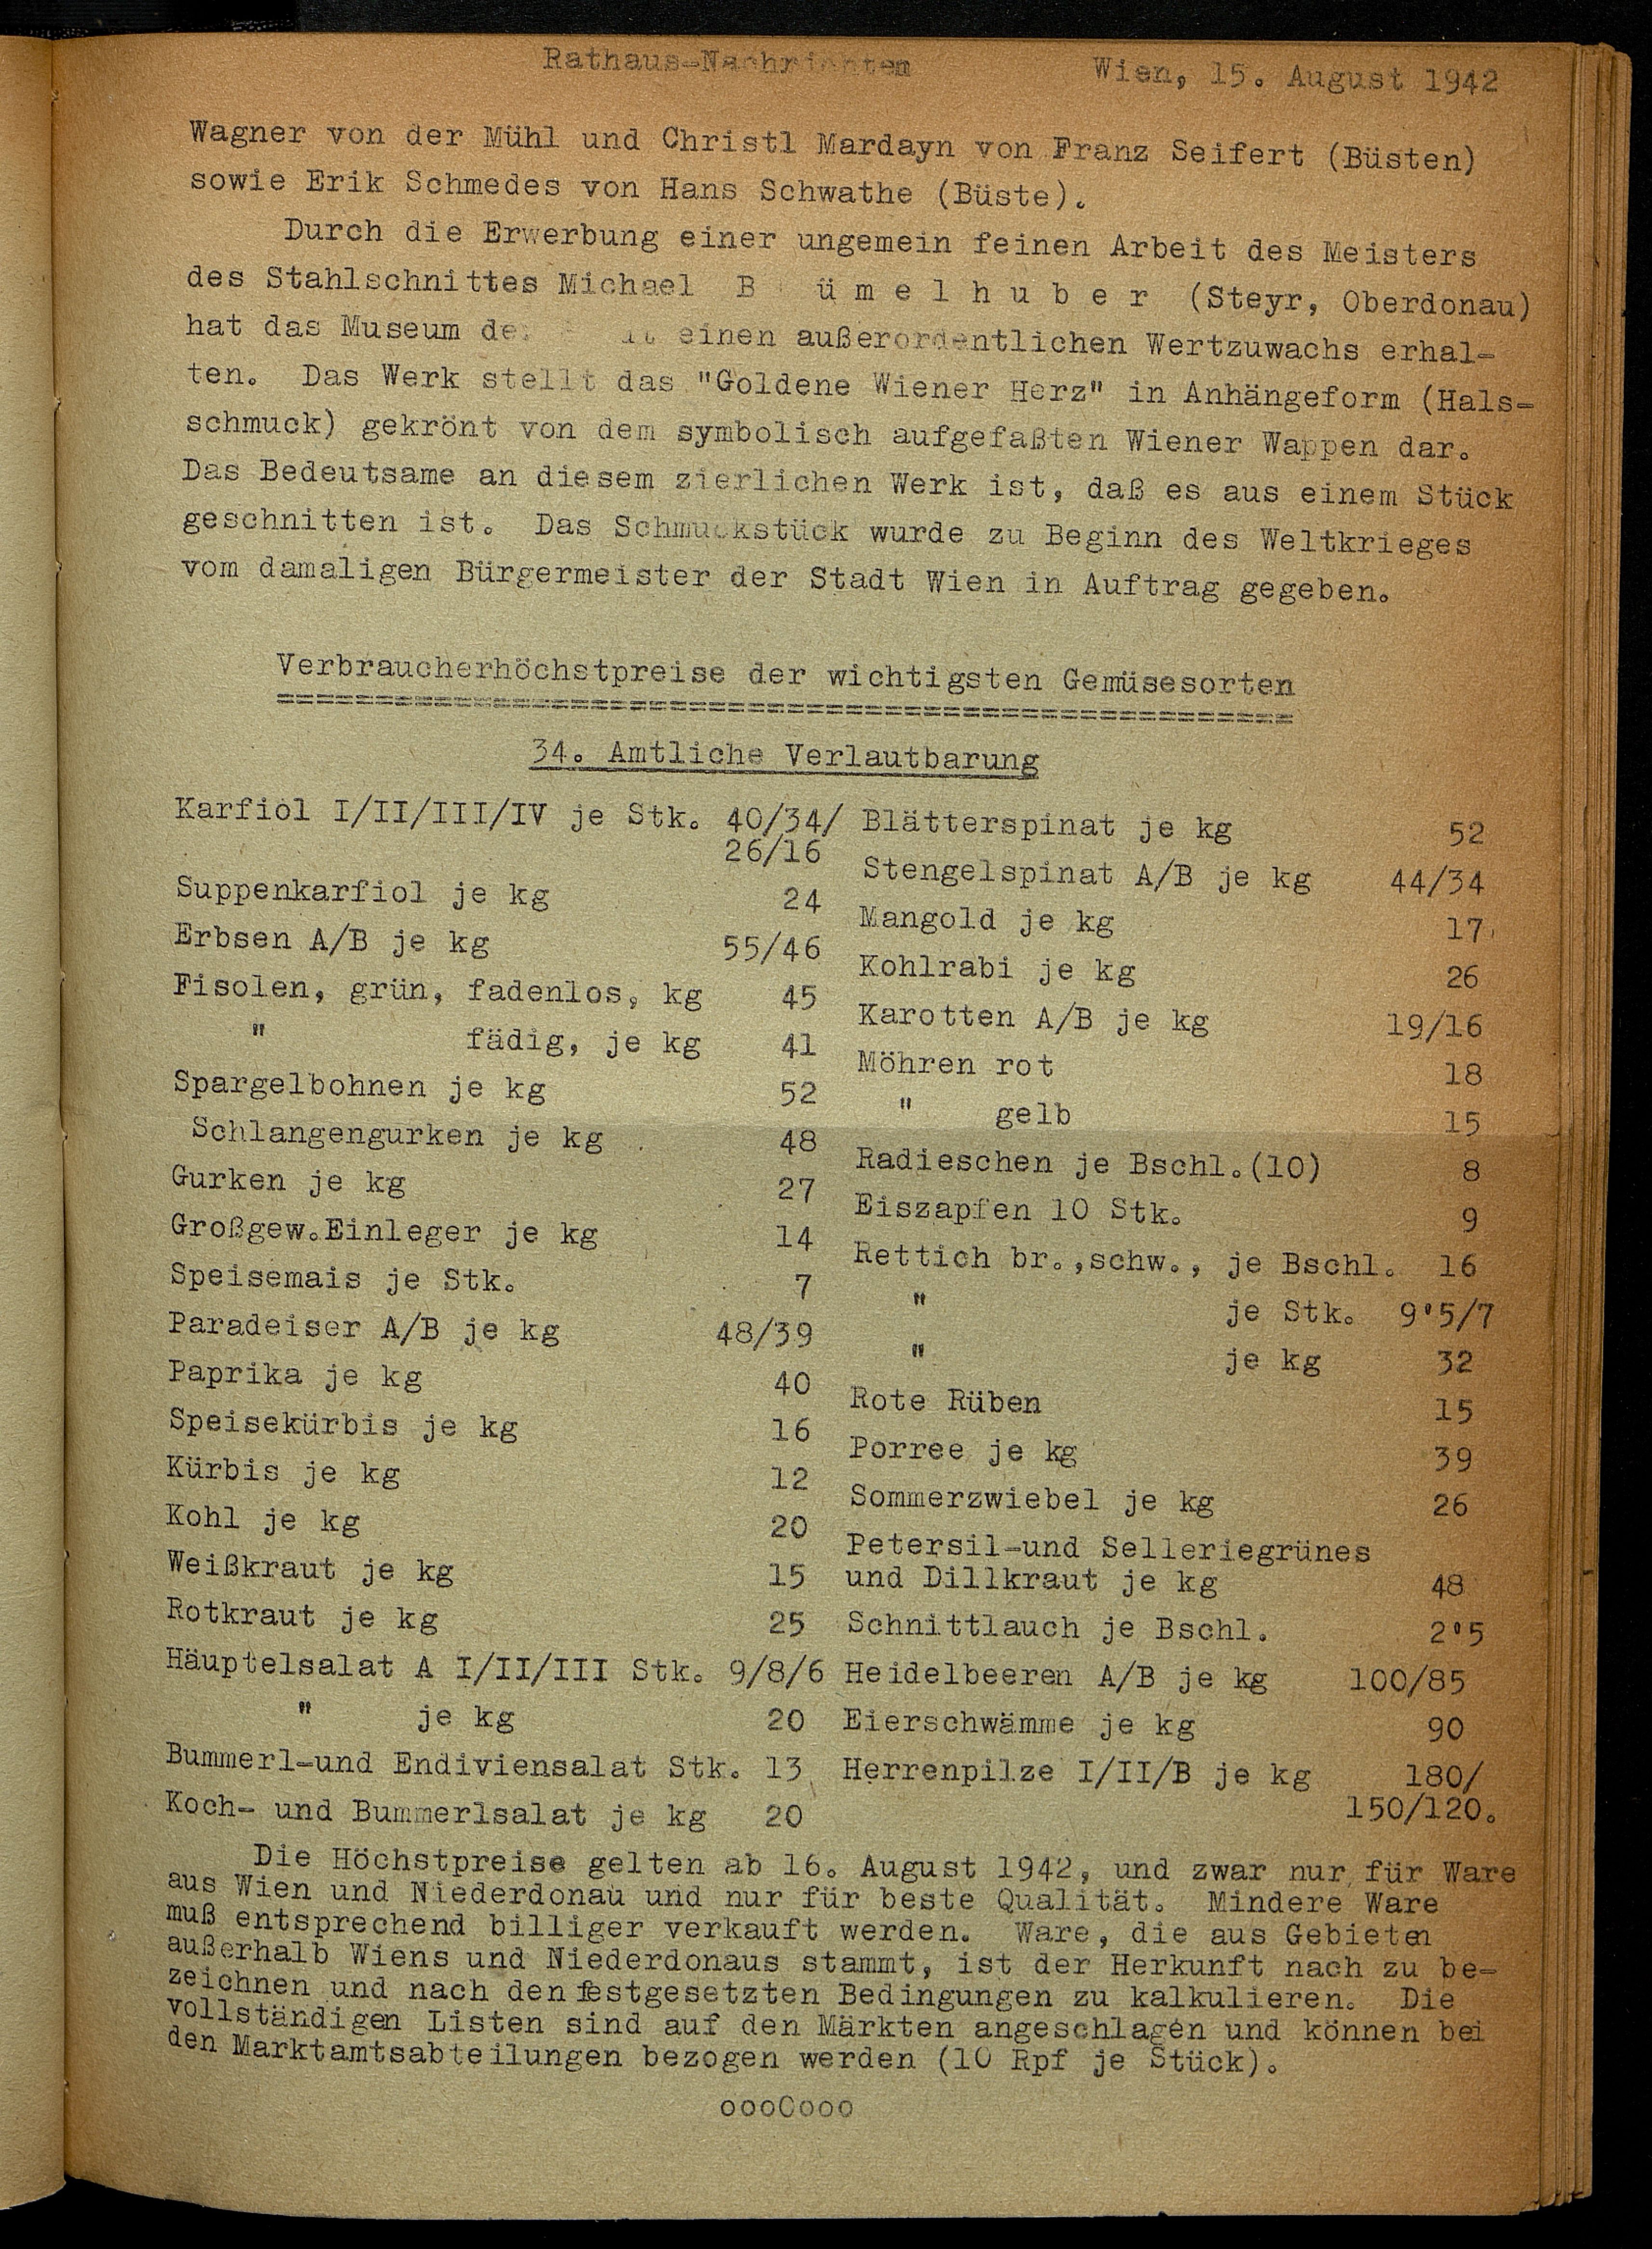 Rathaus-Nachrichten Wien, 15. August 1942
Wagner von der Mühl und Christl Mardayn von Franz Seifert (Büsten)
sowie Erik Schmedes von Hans Schwathe (Büste).
Durch die Erwerbung einer ungemein feinen Arbeit des Meisters
des Stahlschnittes Michael B ü m e l h u b e r (Steyr, Oberdonau)
hat das Museum einen außerordentlichen Wertzuwachs erhal-
ten. Das Werk stellt das "Goldene Wiener Herz" in Anhängeform (Hals-
schmuck) gekrönt von dem symbolisch aufgefaßten Wiener Wappen dar.
Das Bedeutsame an diesem zierlichen Werk ist, daß es aus einem Stück
geschnitten ist. Das Schmuckstück wurde zu Beginn des Weltkrieges
vom damaligen Bürgermeister der Stadt Wien in Auftrag gegeben.
Verbraucherhöchstpreise der wichtigsten Gemüsesorten
34. Amtliche Verlautbarung
Karfiol I/II/III/IV je Stk. 40/34/
26/16
Suppenkarfiol je kg 24
Erbsen A/B je kg 55/46
Fisolen, grün, fadenlos, kg 45
" fädig, je kg 41
Spargelbohnen je kg 52
Schlangengurken je kg 48
Gurken je kg 27
Großgew.Einleger je kg 14
Speisemais je Stk. 7
Paradeiser A/B je kg 48/39
Paprika je kg 40
Speisekürbis je kg 16
Kürbis je kg 12
Kohl je kg 20
Weißkraut je kg 15
Rotkraut je kg 25
Häuptelsalat A I/II/III Stk. 9/8/6
" je kg 20
Bummerl-und Endiviensalat Stk. 13
Koch- und Bummerlsalat je kg 20
Blätterspinat je kg 52
Stengelspinat A/B je kg 44/34
Mangold je kg 17
Kohlrabi je kg 26
Karotten A/B je kg 19/16
Möhren rot 18
" gelb 15
Radieschen je Bschl.(10) 8
Eiszapfen 10 Stk. 9
Rettich br.,schw., je Bschl. 16
" je Stk. 9'5/7
" je kg 32
Rote Rüben 15
Porree je kg 39
Sommerzwiebel je kg 26
Petersil-und Selleriegrünes
und Dillkraut je kg 48
Schnittlauch je Bschl. 2'5
Heidelbeeren A/B je kg 100/85
Eierschwämme je kg 90
Herrenpilze I/II/B je kg 180/
150/120.
Die Höchstpreise gelten ab 16. August 1942, und zwar nur für Ware
aus Wien und Niederdonau und nur für beste Qualität. Mindere Ware
muß entsprechend billiger verkauft werden. Ware, die aus Gebieten
außerhalb Wiens und Niederdonaus stammt, ist der Herkunft nach zu be-
zeichnen und nach den festgesetzten Bedingungen zu kalkulieren. Die
vollständigen Listen sind auf den Märkten angeschlagen und können bei
den Marktamtsabteilungen bezogen werden (10 Rpf je Stück).
oooOooo